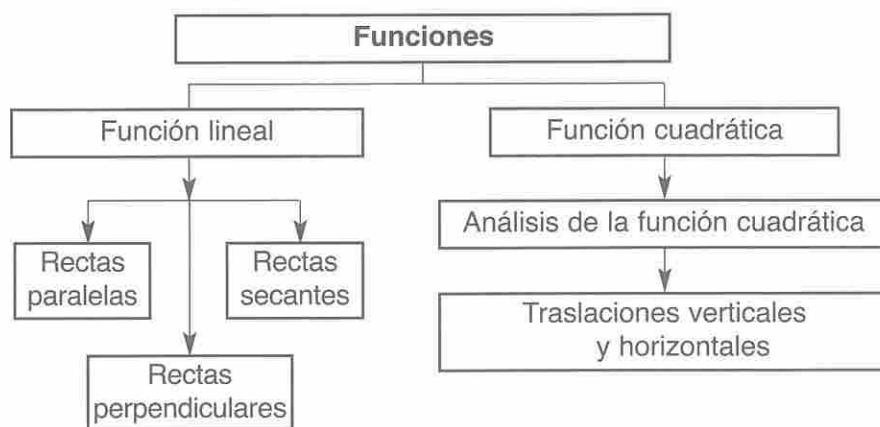 Funciones
Función lineal
Función cuadrática
Análisis de la función cuadrática
Rectas
paralelas
Rectas
secantes
Traslaciones verticales
y horizontales
Rectas
perpendiculares